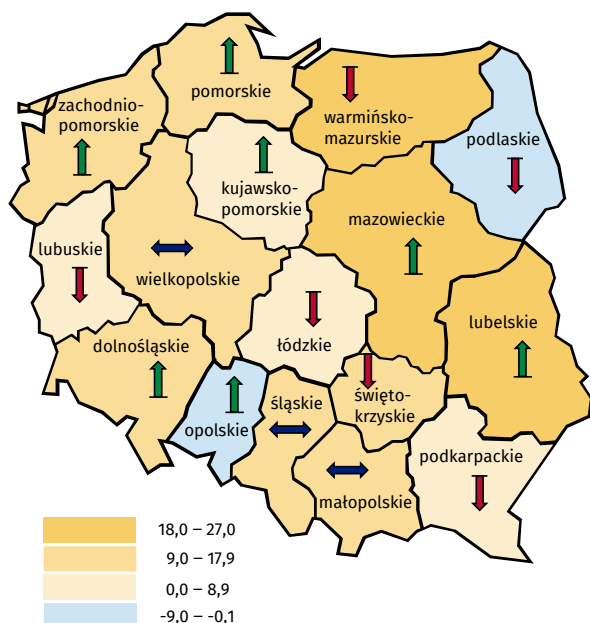 pomorskie
zachodnio-
pomorskie
warmińsko-
mazurskie
podlaskie
kujawsko-
pomorskie
mazowieckie
lubuskie
wielkopolskie
lubelskie
dolnośląskie
łódzkie
śląskie
święto-
krzyskie
opolskie
podkarpackie
małopolskie
18,0 – 27,0
9,0 – 17,9
0,0 – 8,9
-9,0 – -0,1